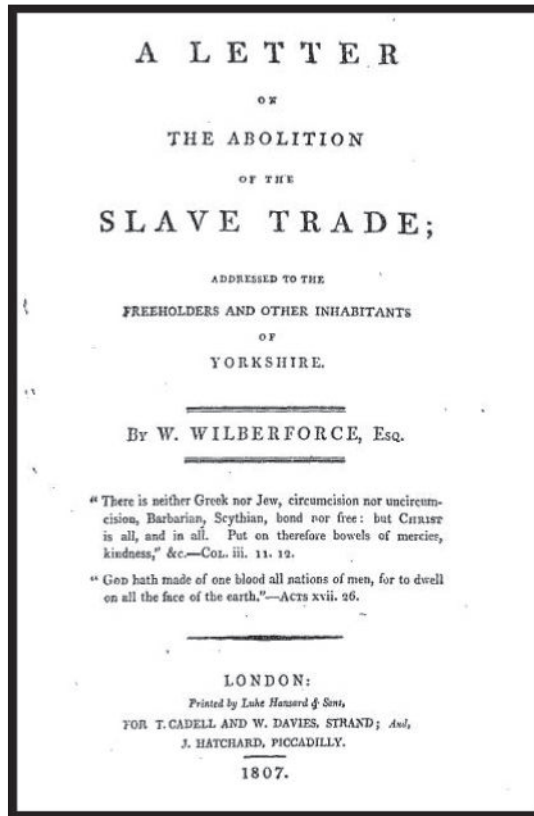 A LETTER
ON
THE ABOLITION
OF THE
SLAVE TRADE;
ADDRESSED TO THE
FREEHOLDERS AND OTHER INHABITANTS
OF
YORKSHIRE.
By W. WILBERFORCE, Esq.
“ There is neither Greek nor Jew, circumcision nor uncircum-
cision, Barbarian, Scythian, bond nor free: but CHRIST
is all, and in all. Put on therefore bowels of mercies,
kindness,” &c.—COL. iii. 11. 12.
“ GOD hath made of one blood all nations of men, for to dwell
on all the face of the earth.”—ACTS xvii. 26.
LONDON:
Printed by Luke Hansard & Sons,
FOR T. CADELL AND W. DAVIES, STRAND; And,
J. HATCHARD, PICCADILLY.
1807.